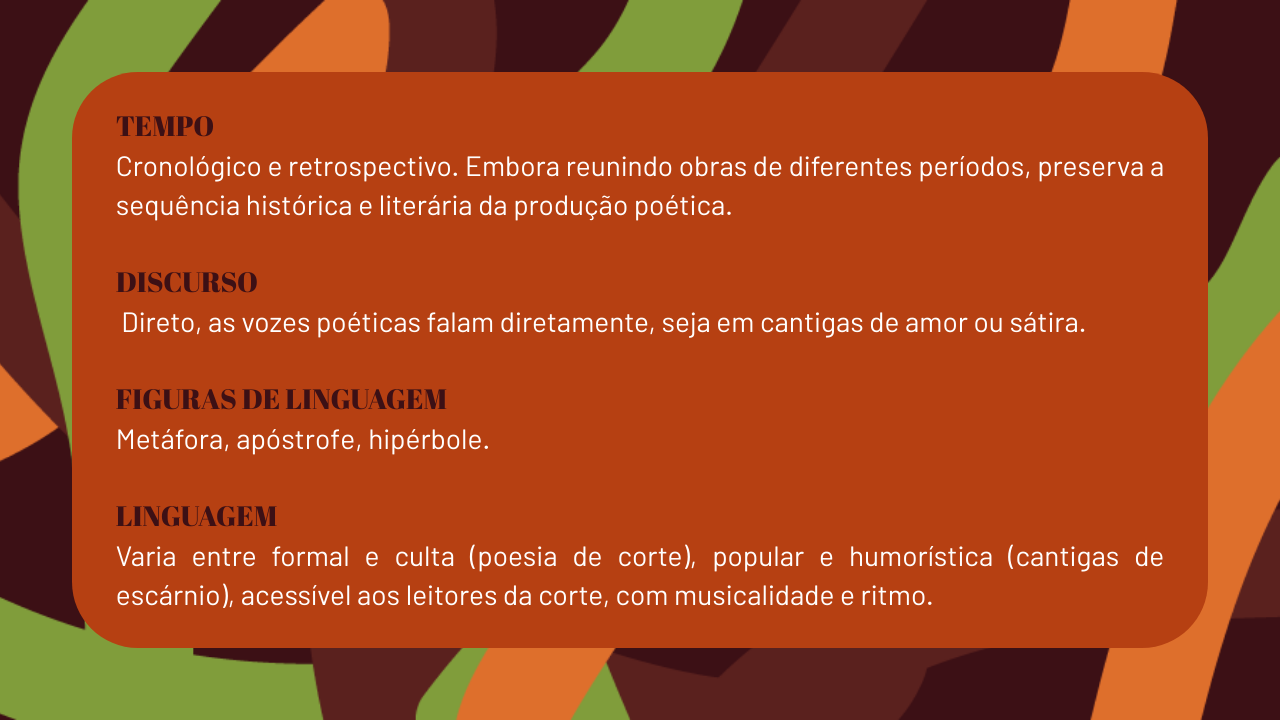 TEMPO
Cronológico e retrospectivo. Embora reunindo obras de diferentes períodos, preserva a
sequência histórica e literária da produção poética.
DISCURSO
Direto, as vozes poéticas falam diretamente, seja em cantigas de amor ou sátira.
FIGURAS DE LINGUAGEM
Metáfora, apóstrofe, hipérbole.
LINGUAGEM
Varia entre formal e culta (poesia de corte), popular e humorística (cantigas de
escárnio), acessível aos leitores da corte, com musicalidade e ritmo.